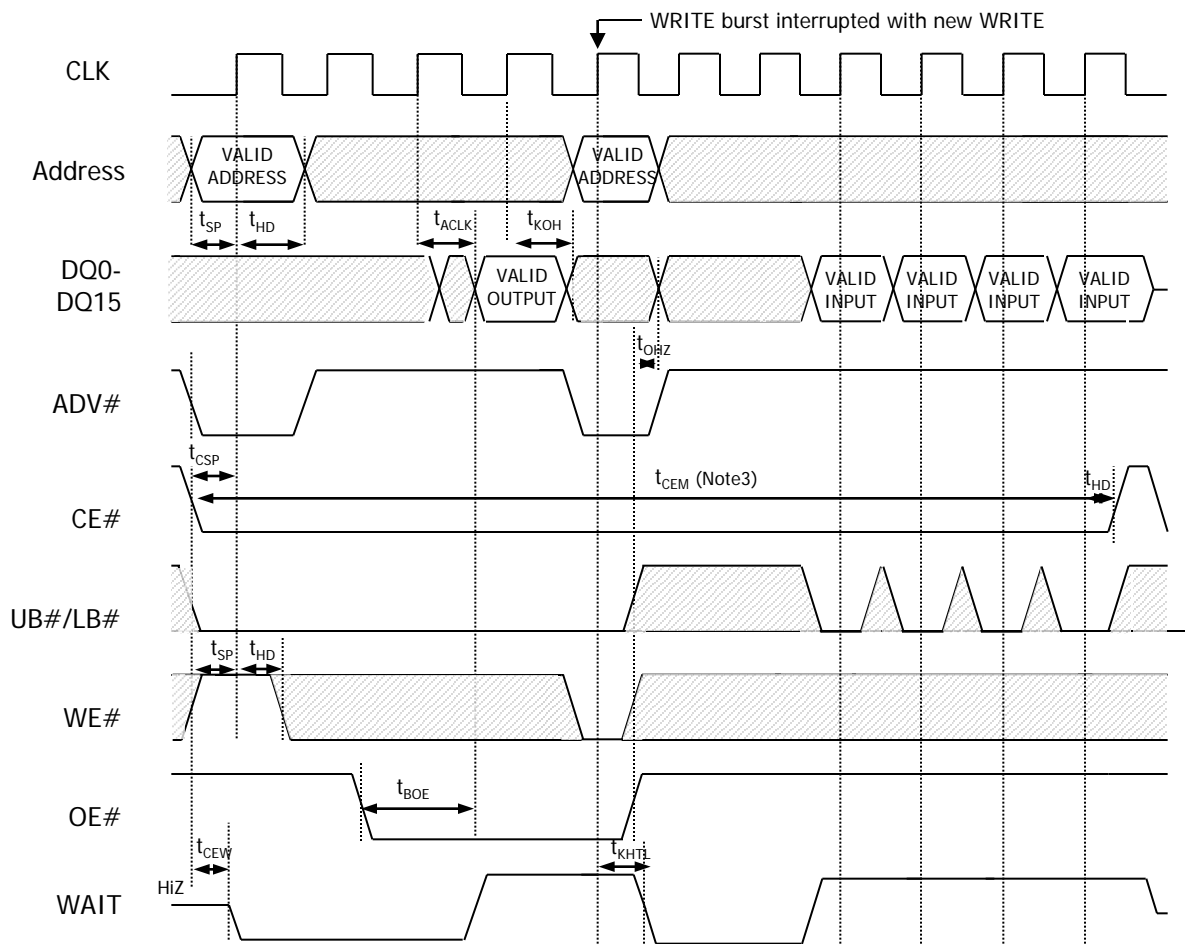 WRITE burst interrupted with new WRITE
CLK
Address
VALID
ADDRESS
VALID
ADDRESS
tSP
tHD
tACLK
tKOH
DQ0-
DQ15
VALID
OUTPUT
VALID
INPUT
VALID
INPUT
VALID
INPUT
VALID
INPUT
tOHZ
ADV#
tCSP
tCEM (Note3)
tHD
CE#
UB#/LB#
tSP
tHD
WE#
tBOE
OE#
tCEW
tKHTL
HiZ
WAIT